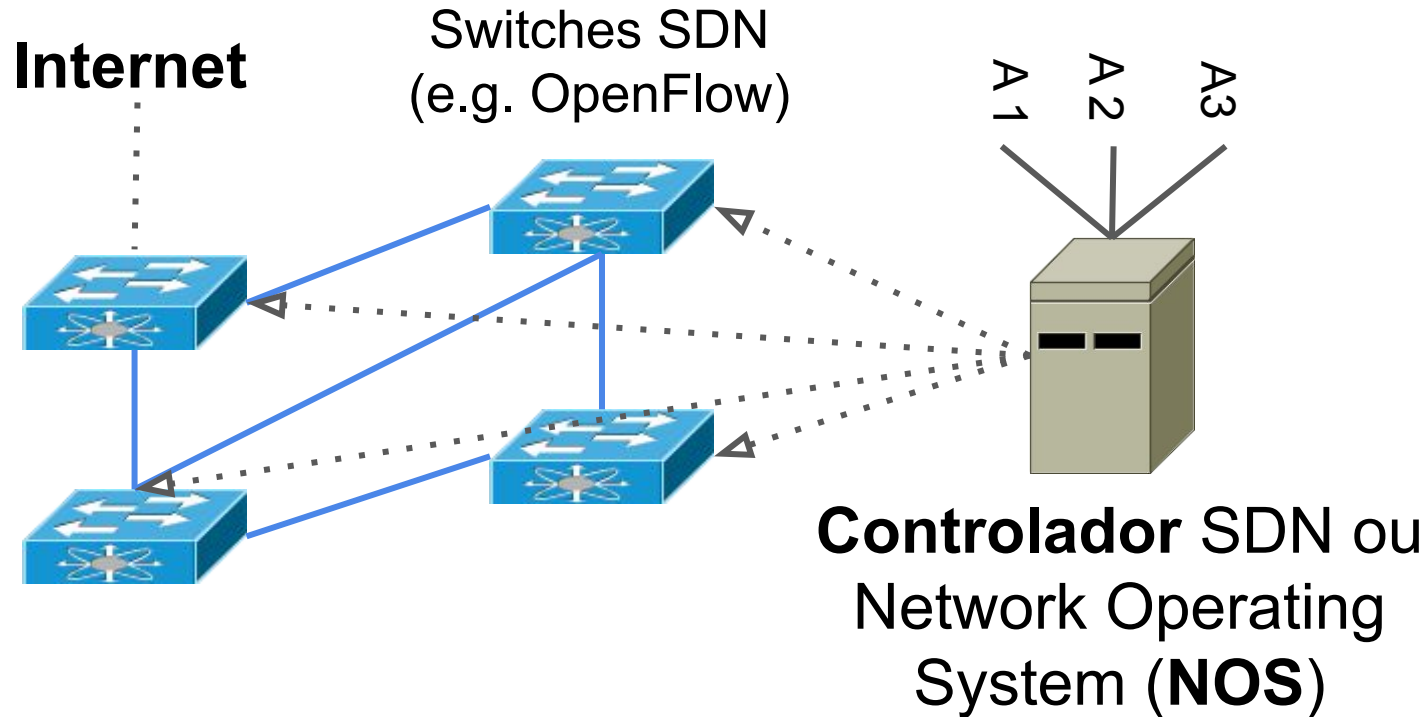 Internet
Switches SDN
(e.g. OpenFlow)
A 1
A 2
A3
Controlador SDN ou
Network Operating
System (NOS)